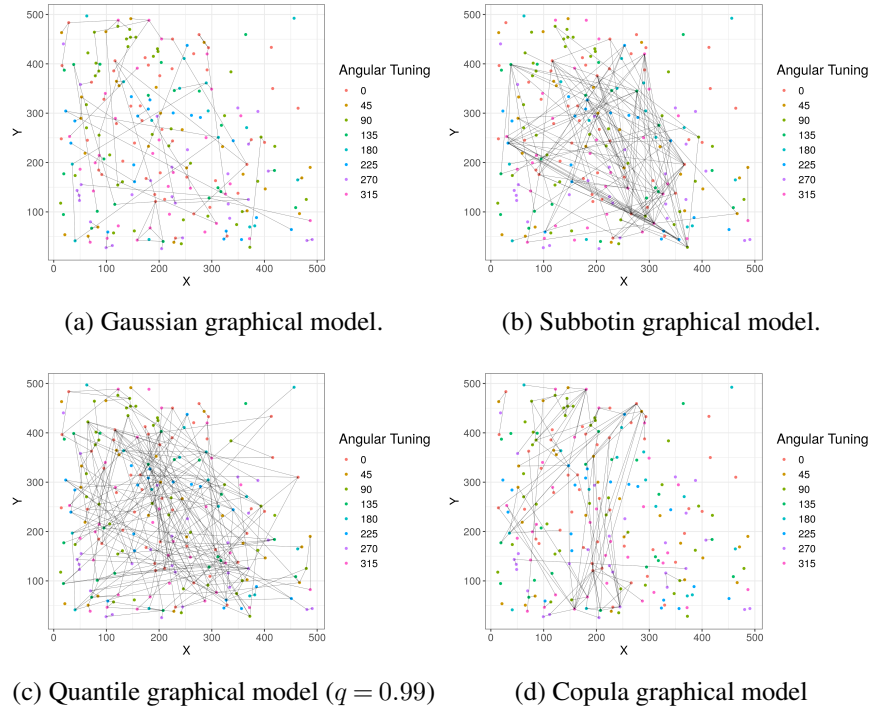 500
400
300
200
100
Y
0 100 200 300 400 500
X
Angular Tuning
0
45
90
135
180
225
270
315
(a) Gaussian graphical model.
500
400
300
200
100
Y
0 100 200 300 400 500
X
Angular Tuning
0
45
90
135
180
225
270
315
(b) Subbotin graphical model.
500
400
300
200
100
Y
0 100 200 300 400 500
X
Angular Tuning
0
45
90
135
180
225
270
315
(c) Quantile graphical model (q = 0.99)
500
400
300
200
100
Y
0 100 200 300 400 500
X
Angular Tuning
0
45
90
135
180
225
270
315
(d) Copula graphical model